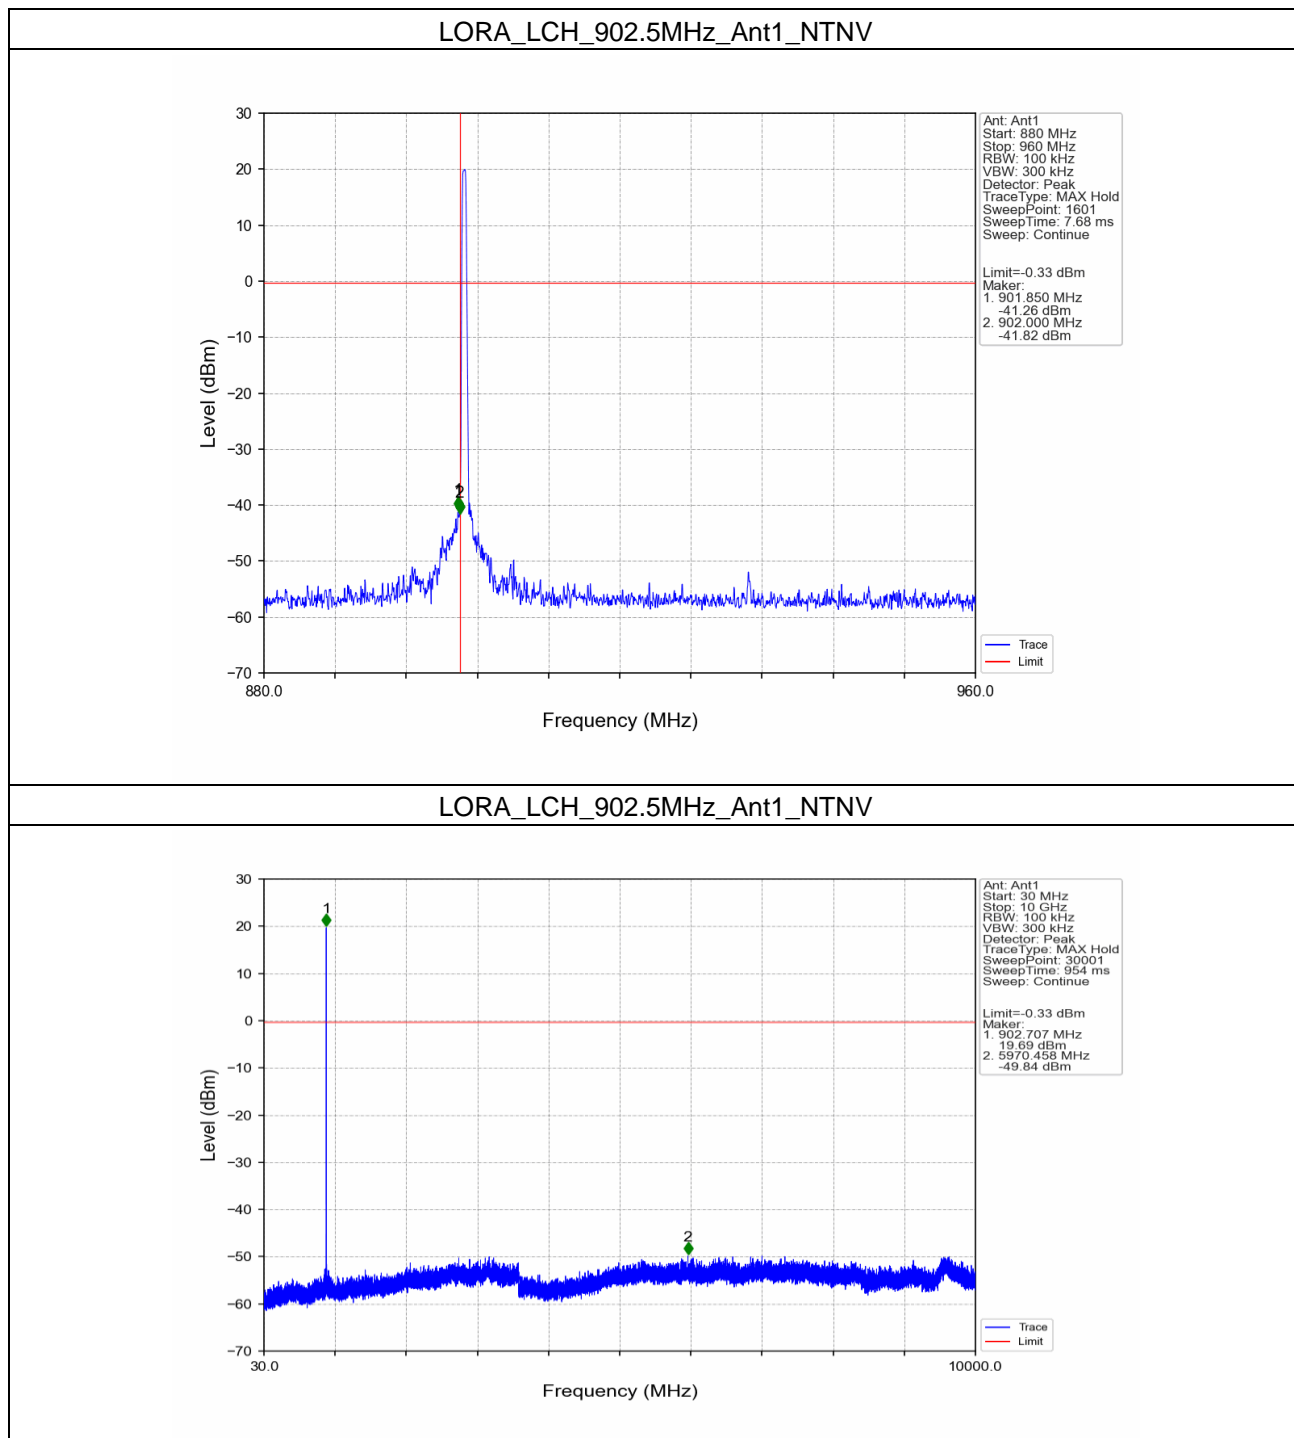 LORA_LCH_902.5MHz_Ant1_NTNV
30
20
10
0
−10
−20
−30
−40
−50
−60
−70
Level (dBm)
2
880.0
960.0
Frequency (MHz)
Ant: Ant1
Start: 880 MHz
Stop: 960 MHz
RBW: 100 kHz
VBW: 300 kHz
Detector: Peak
TraceType: MAX Hold
SweepPoint: 1601
SweepTime: 7.68 ms
Sweep: Continue
Limit=-0.33 dBm
Maker:
1. 901.850 MHz
-41.26 dBm
2. 902.000 MHz
-41.82 dBm
Trace
Limit
LORA_LCH_902.5MHz_Ant1_NTNV
30
20
10
0
−10
−20
−30
−40
−50
−60
−70
Level (dBm)
1
2
30.0
10000.0
Frequency (MHz)
Ant: Ant1
Start: 30 MHz
Stop: 10 GHz
RBW: 100 kHz
VBW: 300 kHz
Detector: Peak
TraceType: MAX Hold
SweepPoint: 30001
SweepTime: 954 ms
Sweep: Continue
Limit=-0.33 dBm
Maker:
1. 902.707 MHz
19.69 dBm
2. 5970.458 MHz
-49.84 dBm
Trace
Limit